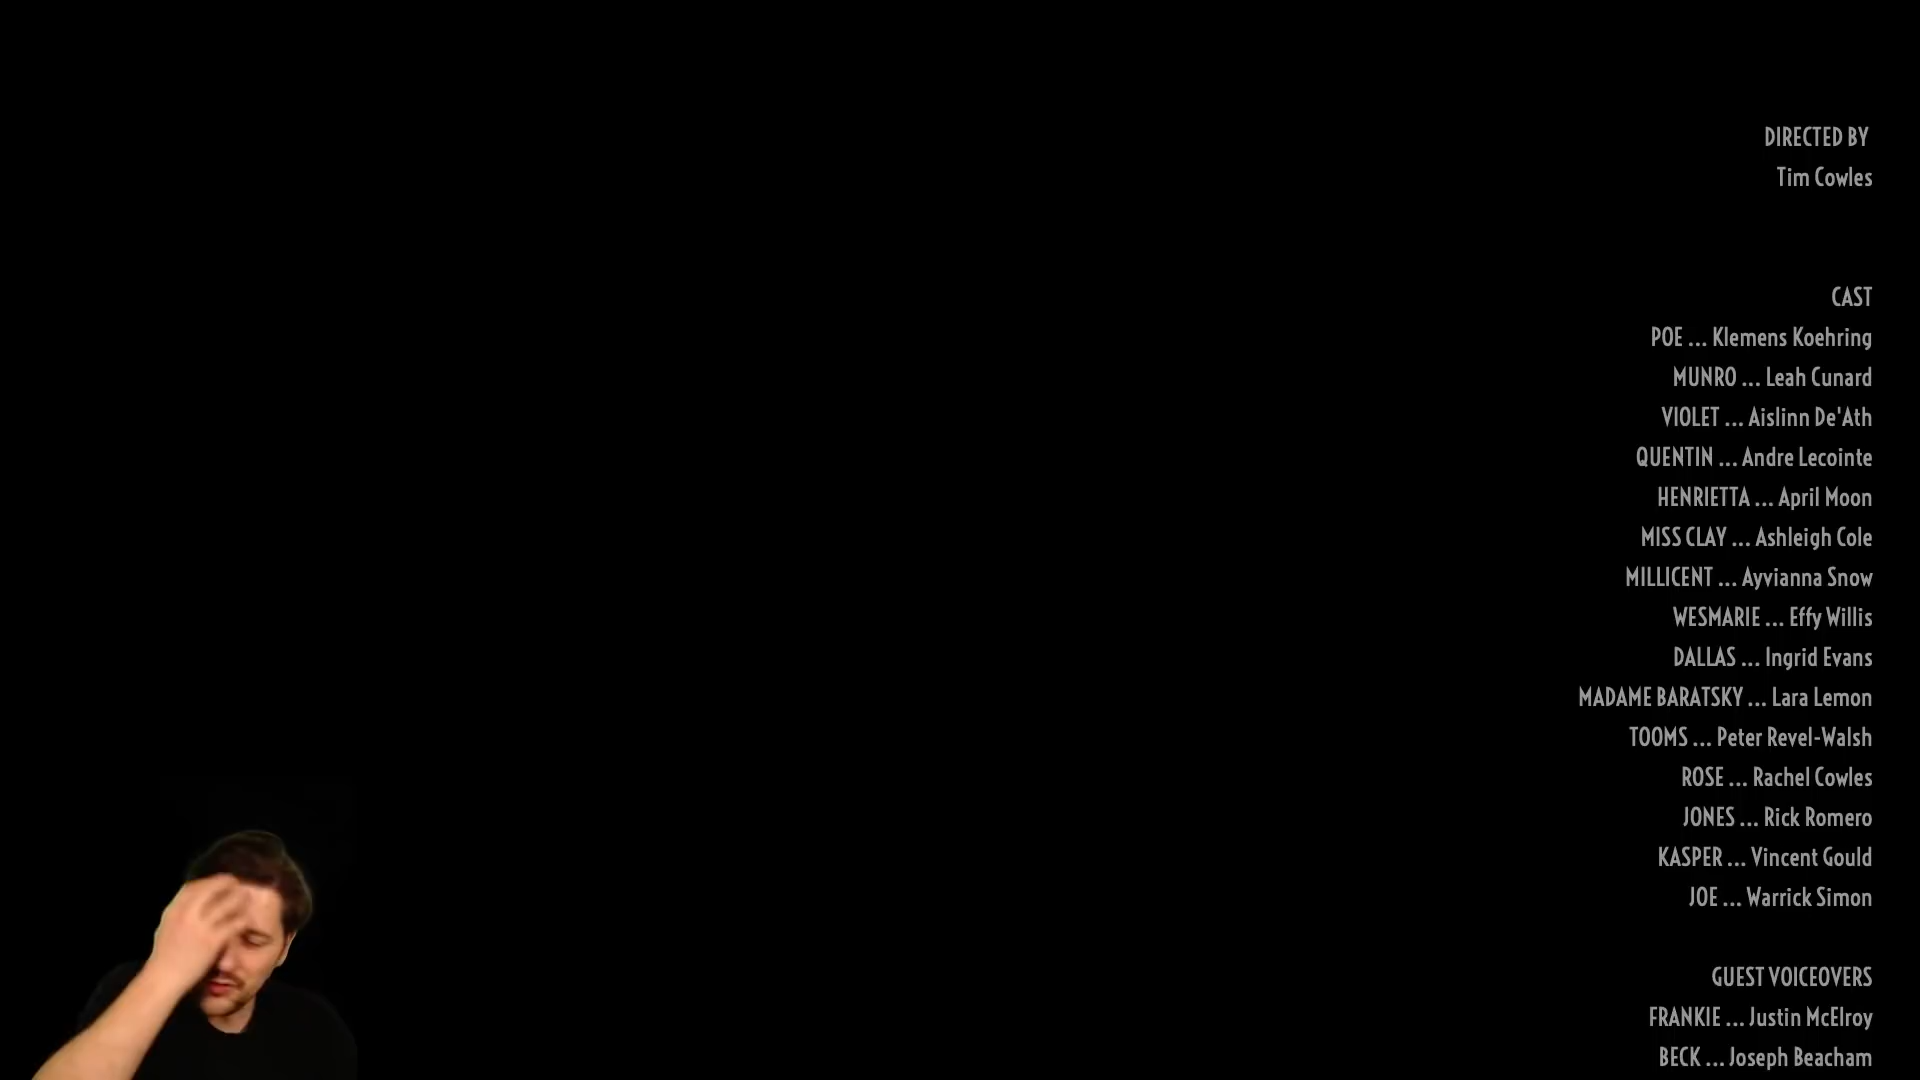 DIRECTED BY
Tim Cowles
CAST
POE ... Klemens Koehring
MUNRO ... Leah Cunard
VIOLET ... Aislinn De'Ath
QUENTIN ... Andre Lecointe
HENRIETTA ... April Moon
MISS CLAY ... Ashleigh Cole
MILLICENT ... Ayvianna Snow
WESMARIE ... Effy Willis
DALLAS ... Ingrid Evans
MADAME BARATSKY ... Lara Lemon
TOOMS ... Peter Revel-Walsh
ROSE ... Rachel Cowles
JONES ... Rick Romero
KASPER ... Vincent Gould
JOE ... Warrick Simon
GUEST VOICEOVERS
FRANKIE ... Justin McElroy
BECK ... Joseph Beacham